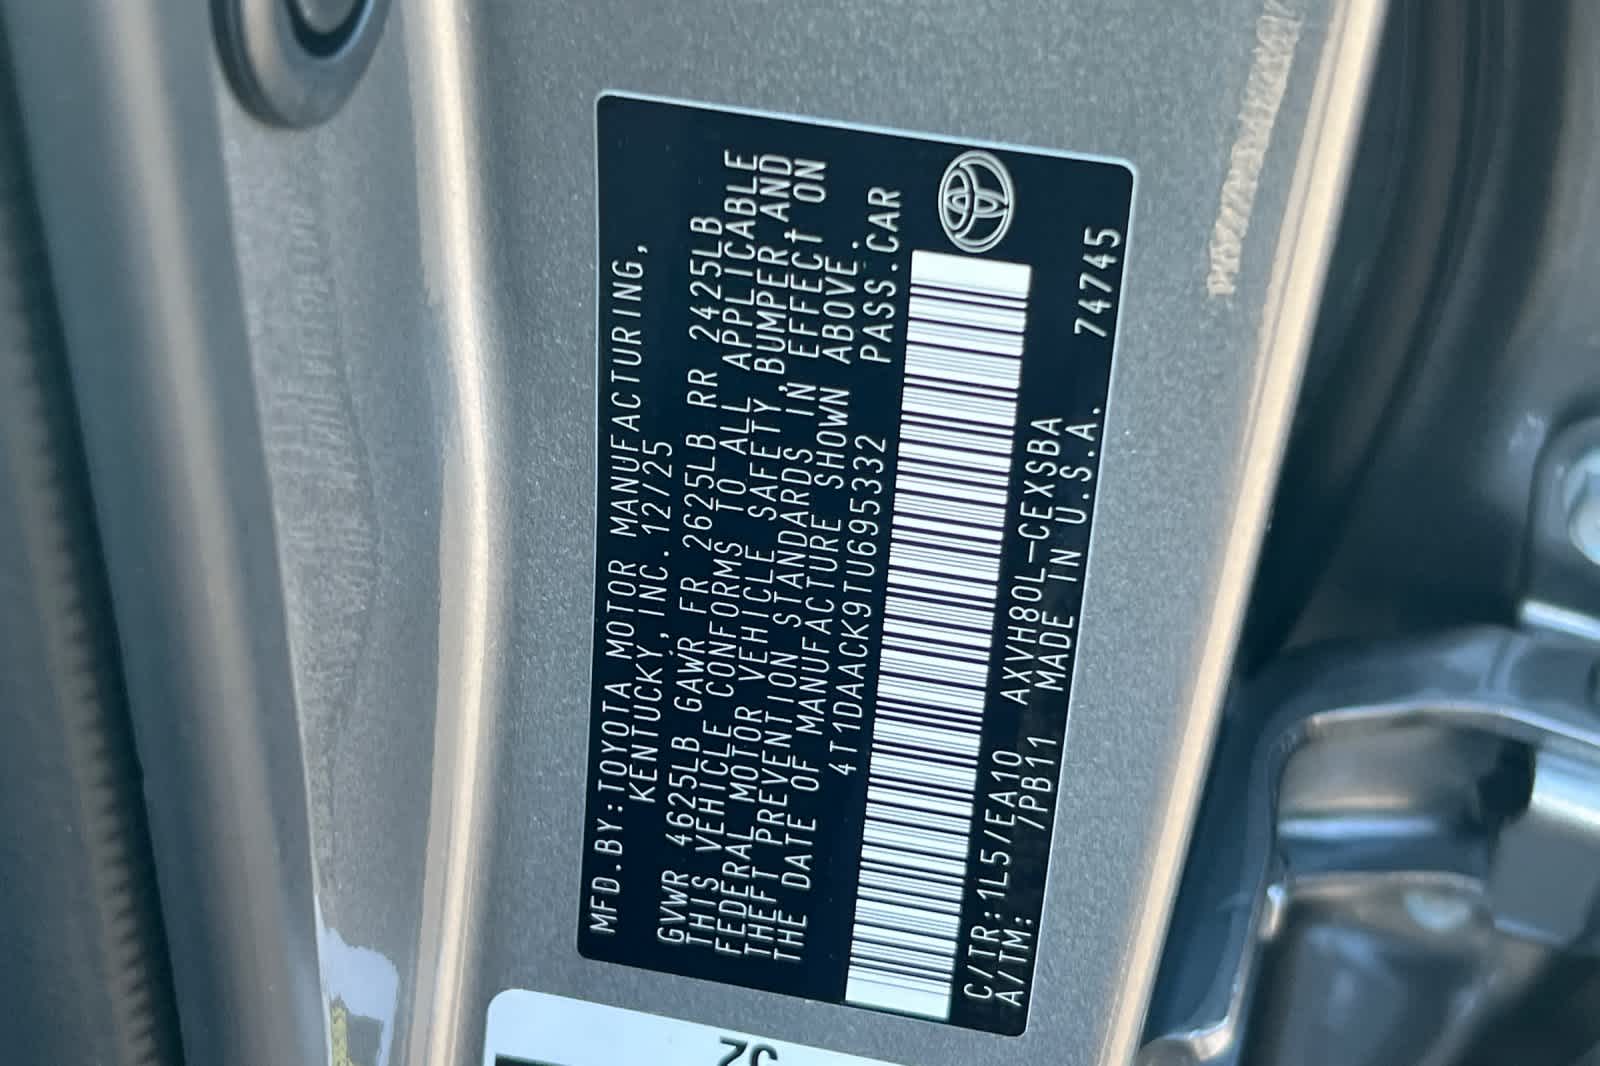 MFD.BY:TOYOTA MOTOR MANUFACTURING,
KENTUCKY, INC. 12/25
GVWR 4625LB GAWR FR 2625LB RR 2425LB
THIS VEHICLE CONFORMS TO ALL APPLICABLE
FEDERAL MOTOR VEHICLE SAFETY,BUMPER,AND
THEFT PREVENTION STANDARDS IN EFFECT ON
THE DATE OF MANUFACTURE SHOWN ABOVE.
4T1DAACK9TU695332 PASS.CAR
C/TR:1L5/EA10 AXVH80L-CEXSBA
A/TM: 7PB11 MADE IN U.S.A. 74745